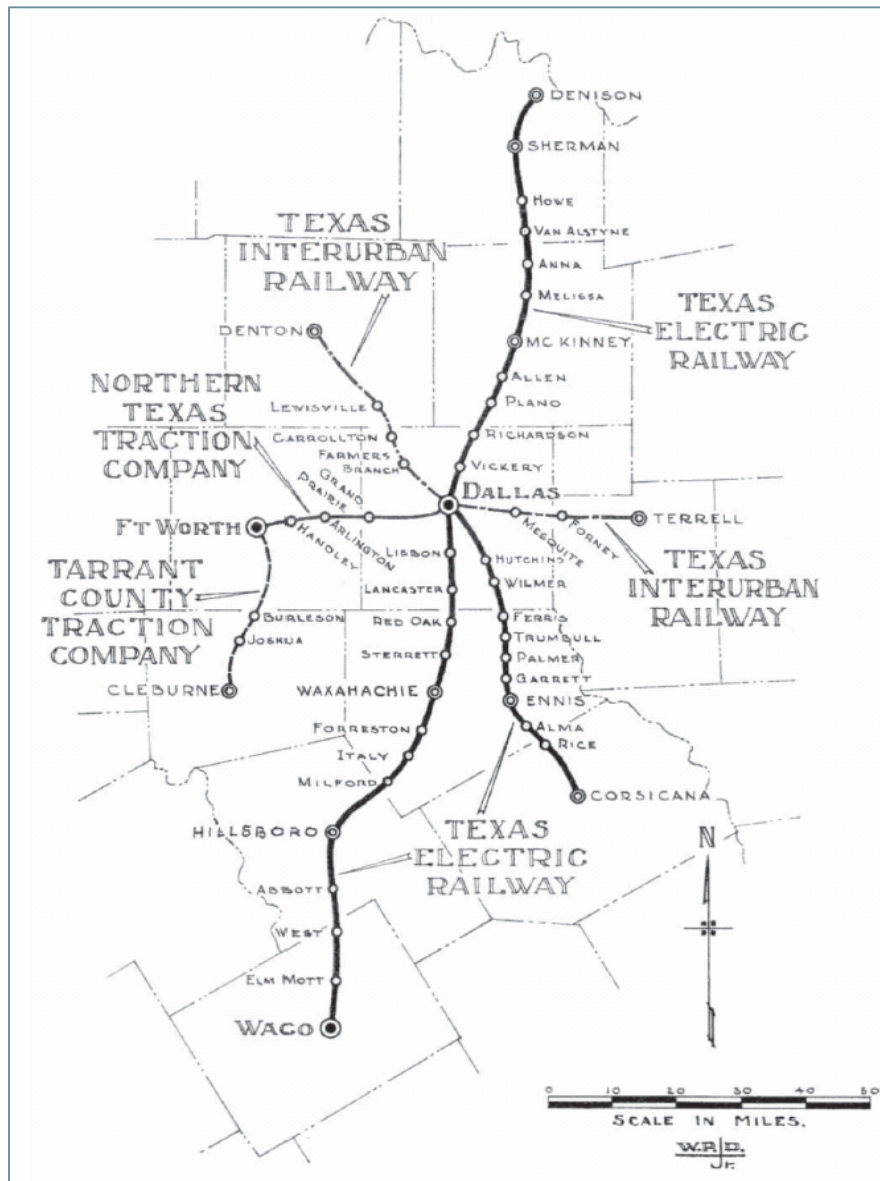 DENISON
SHERMAN
HOWE
VAN ALSTYNE
ANNA
MELISSA
TEXAS
INTERURBAN
RAILWAY
TEXAS
ELECTRIC
RAILWAY
DENTON
MCKINNEY
ALLEN
PLANO
NORTHERN
TEXAS
TRACTION
COMPANY
LEWISVILLE
CARROLLTON
FARMERS
BRANCH
RICHARDSON
VICKERY
DALLAS
GRAND
PRAIRIE
FT WORTH
HANDLEY
ARLINGTON
MESQUITE
FORNEY
TERRELL
TEXAS
INTERURBAN
RAILWAY
LISBON
HUTCHINS
WILMER
LANCASTER
TARRANT
COUNTY
TRACTION
COMPANY
BURLESON
JOSHUA
CLEBURNE
RED OAK
FERRIS
TRUMBULL
STERRETT
PALMER
GARRETT
WAXAHACHIE
ENNIS
FORRESTON
ALMA
ITALY
RICE
MILFORD
CORSICANA
HILLSBORO
TEXAS
ELECTRIC
RAILWAY
N
ABBOTT
WEST
ELM MOTT
WACO
0 10 20 30 40 50
SCALE IN MILES.
W.P.D.
Jr.